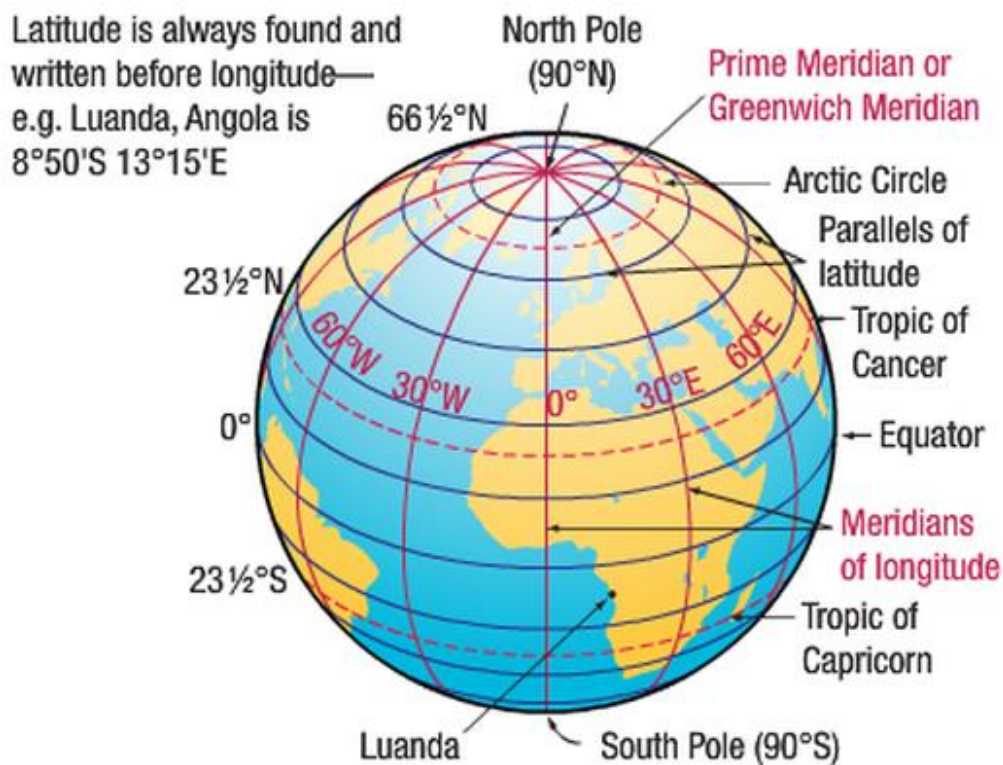 Latitude is always found and
written before longitude—
e.g. Luanda, Angola is
8°50'S 13°15'E
North Pole
(90°N)
Prime Meridian or
Greenwich Meridian
66½°N
Arctic Circle
Parallels of
latitude
23½°N
Tropic of
Cancer
60°W
30°W
0°
30°E
60°E
0°
Equator
Meridians
of longitude
23½°S
Tropic of
Capricorn
Luanda
South Pole (90°S)